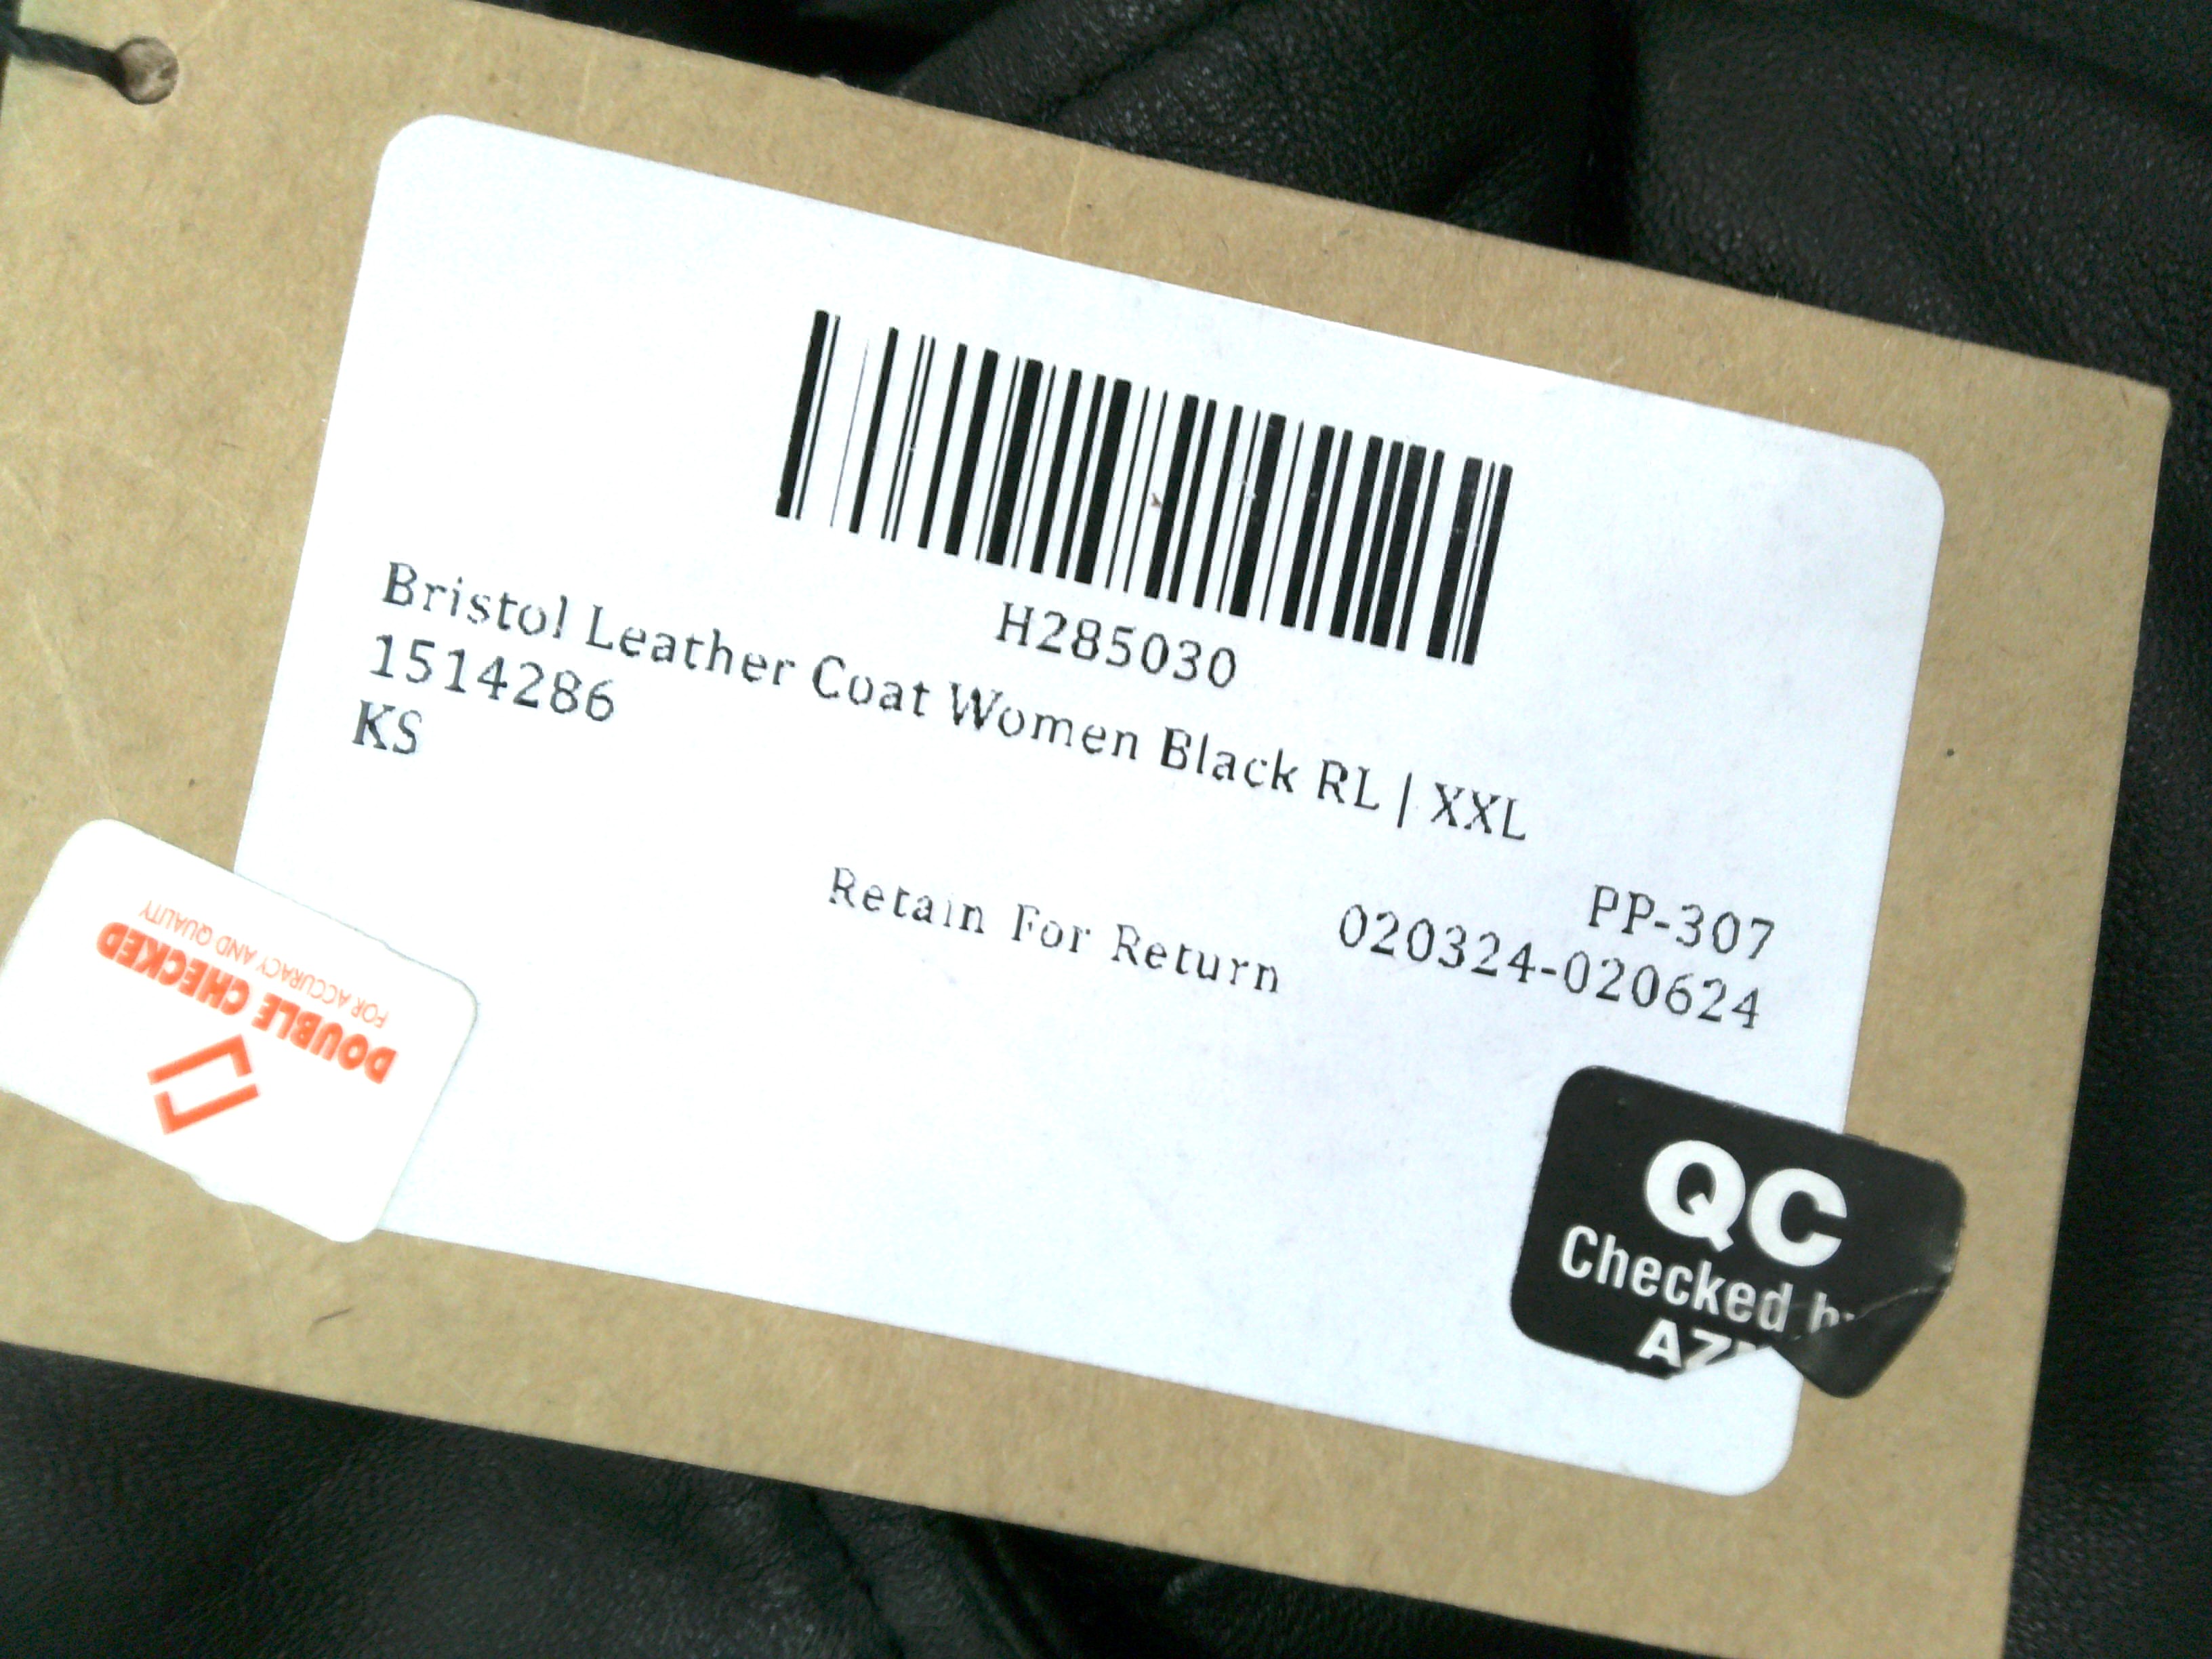 H285030
Bristol Leather Coat Women Black RL | XXL
1514286
KS
PP-307
Retain For Return
020324-020624
DOUBLE CHECKED
FOR ACCURACY AND QUALITY
QC
Checked